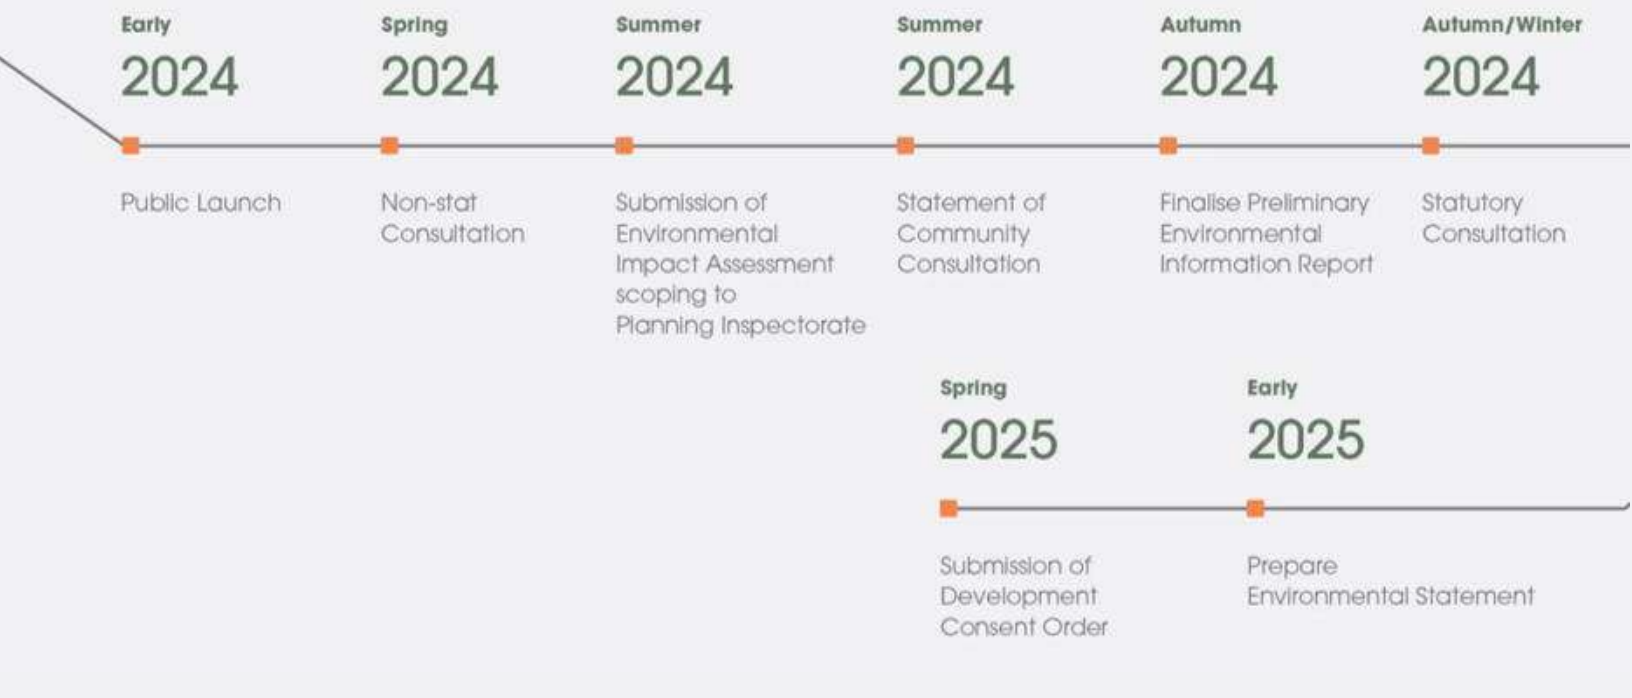 Early
2024
Public Launch
Spring
2024
Non-stat
Consultation
Summer
2024
Submission of
Environmental
Impact Assessment
scoping to
Planning Inspectorate
Summer
2024
Statement of
Community
Consultation
Autumn
2024
Finalise Preliminary
Environmental
Information Report
Autumn/Winter
2024
Statutory
Consultation
Spring
2025
Submission of
Development
Consent Order
Early
2025
Prepare
Environmental Statement